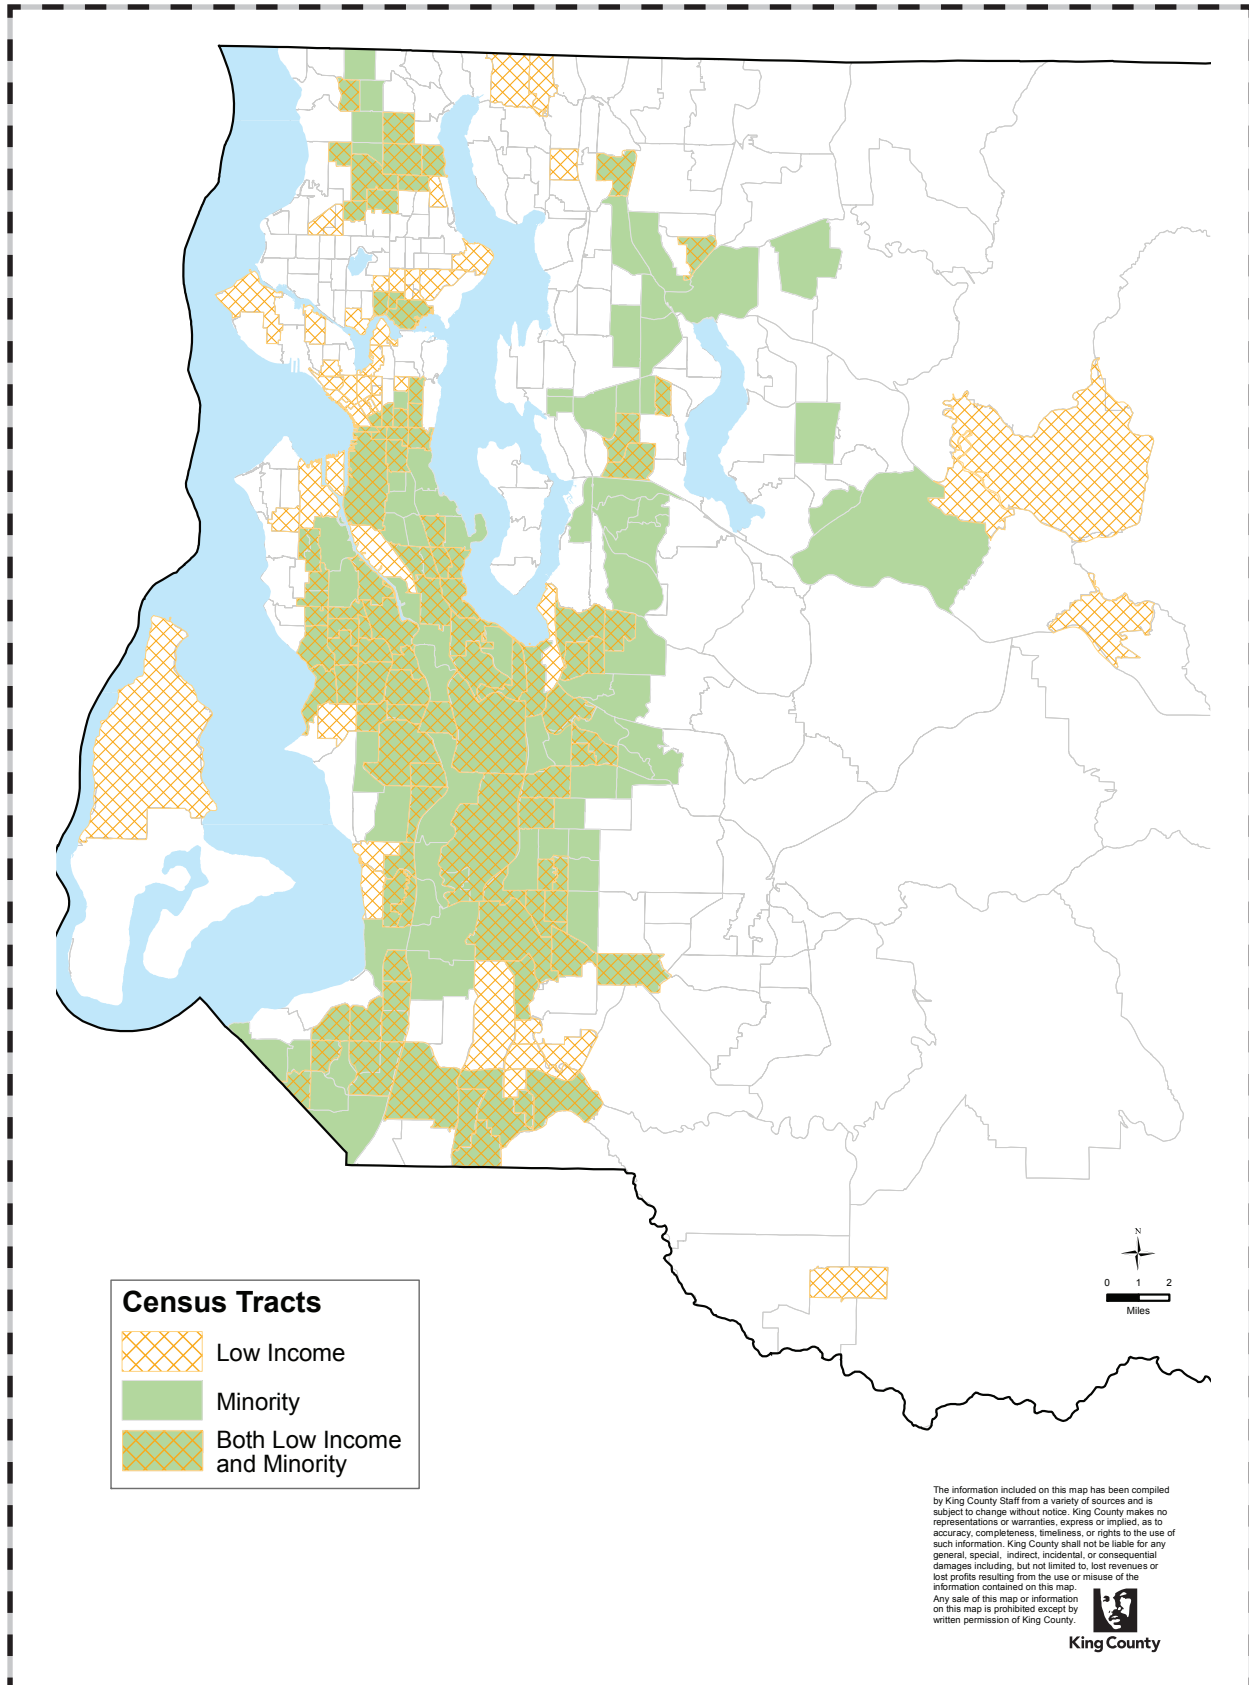 N
0 1 2
Miles
Census Tracts
Low Income
Minority
Both Low Income
and Minority
The information included on this map has been compiled
by King County Staff from a variety of sources and is
subject to change without notice. King County makes no
representations or warranties, express or implied, as to
accuracy, completeness, timeliness, or rights to the use of
such information. King County shall not be liable for any
general, special, indirect, incidental, or consequential
damages including, but not limited to, lost revenues or
lost profits resulting from the use or misuse of the
information contained on this map.
Any sale of this map or information
on this map is prohibited except by
written permission of King County.
King County